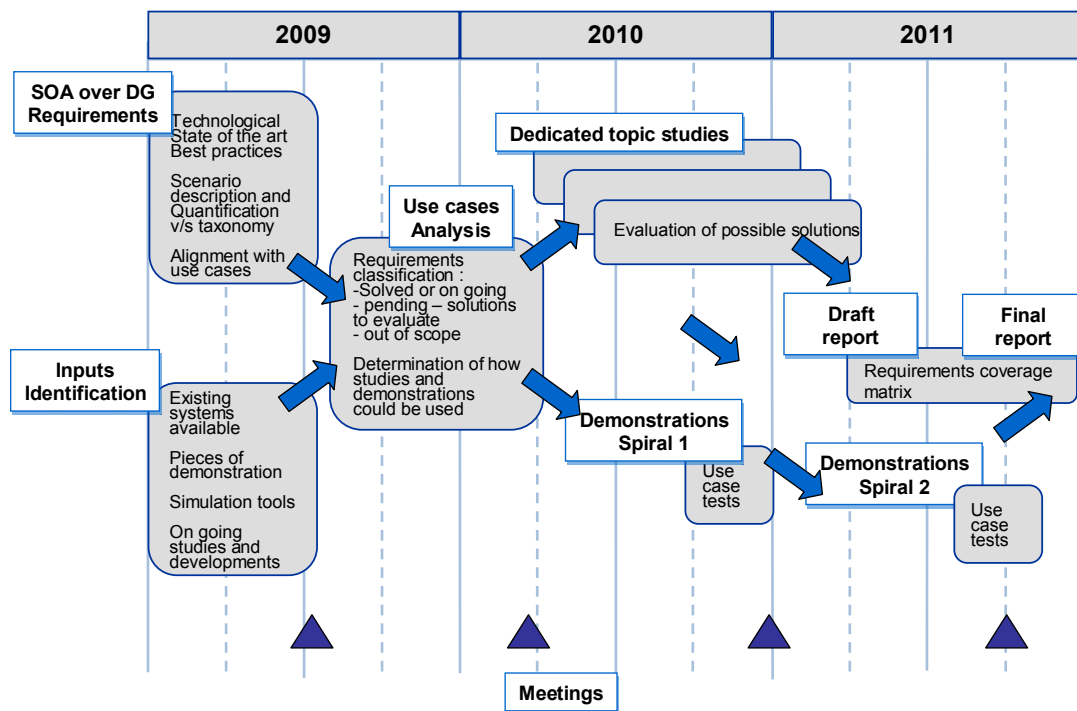 2009
2010
2011
SOA over DG
Requirements
Technological
State of the art
Best practices
Scenario
description and
Quantification
v/s taxonomy
Alignment with
use cases
Inputs
Identification
Existing
systems
available
Pieces of
demonstration
Simulation tools
On going
studies and
developments
Use cases
Analysis
Requirements
classification :
-Solved or on going
- pending – solutions
to evaluate
- out of scope
Determination of how
studies and
demonstrations
could be used
Dedicated topic studies
Evaluation of possible solutions
Demonstrations
Spiral 1
Use
case
tests
Draft
report
Final
report
Requirements coverage
matrix
Demonstrations
Spiral 2
Use
case
tests
Meetings